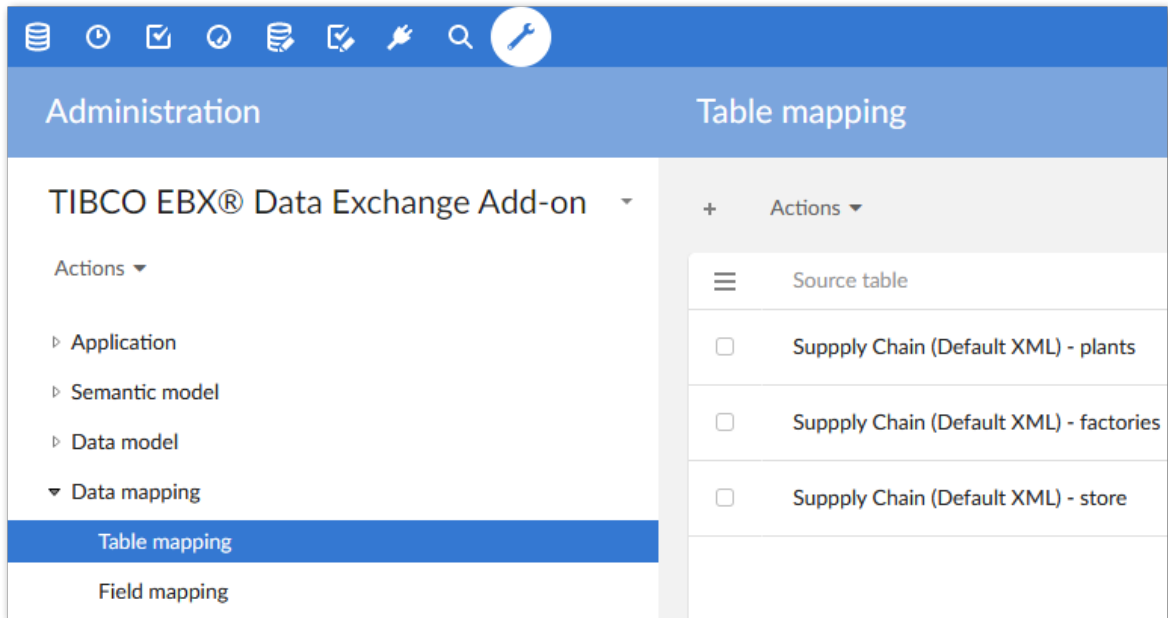 Administration
Table mapping
TIBCO EBX® Data Exchange Add-on
Actions
Application
Semantic model
Data model
Data mapping
Table mapping
Field mapping
Actions
Source table
Suppply Chain (Default XML) - plants
Suppply Chain (Default XML) - factories
Suppply Chain (Default XML) - store